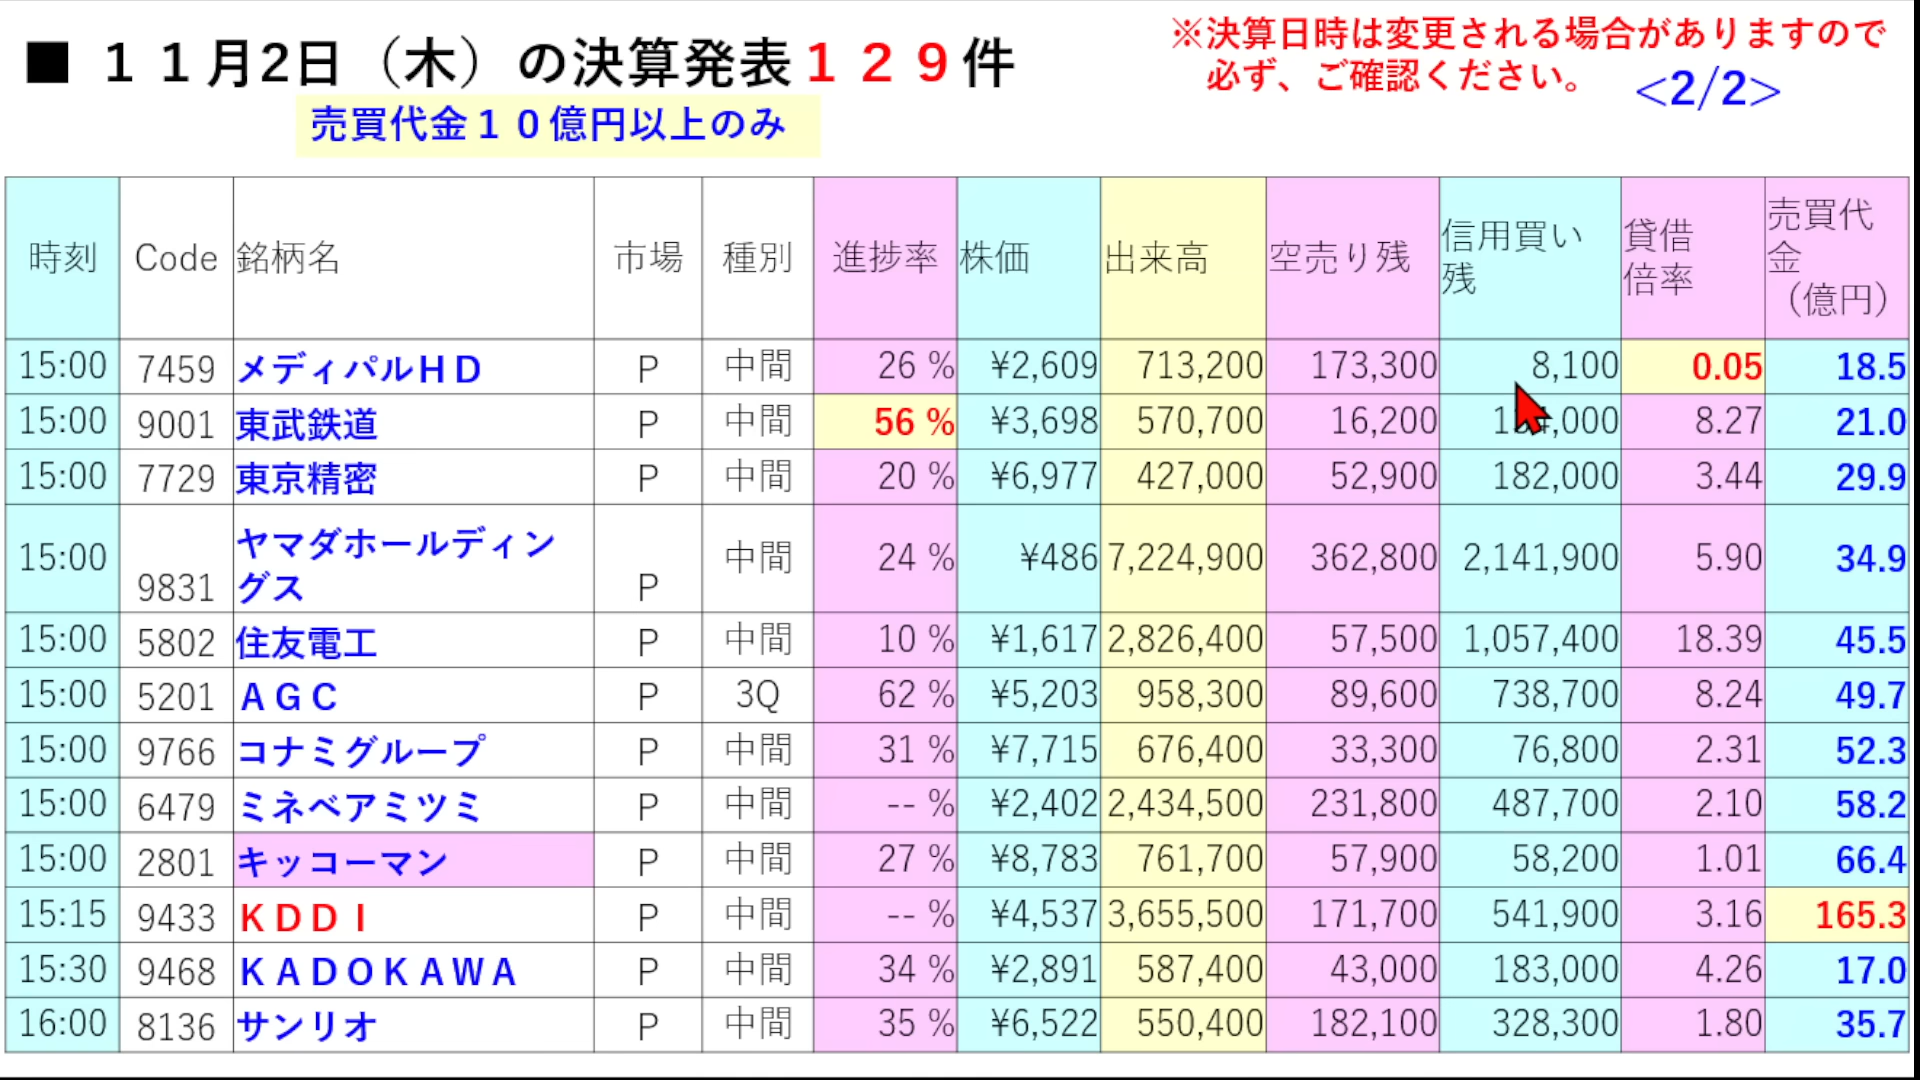 ■ １１月2日（木）の決算発表１２９件
※決算日時は変更される場合がありますので
必ず、ご確認ください。
<2/2>
売買代金１０億円以上のみ
時刻 Code 銘柄名 市場 種別 進捗率 株価 出来高 空売り残 信用買い残 貸借倍率 売買代金（億円）
15:00 7459 メディパルＨＤ P 中間 26 % ¥2,609 713,200 173,300 8,100 0.05 18.5
15:00 9001 東武鉄道 P 中間 56 % ¥3,698 570,700 16,200 8.27 21.0
15:00 7729 東京精密 P 中間 20 % ¥6,977 427,000 52,900 182,000 3.44 29.9
15:00 9831 ヤマダホールディングス P 中間 24 % ¥486 7,224,900 362,800 2,141,900 5.90 34.9
15:00 5802 住友電工 P 中間 10 % ¥1,617 2,826,400 57,500 1,057,400 18.39 45.5
15:00 5201 ＡＧＣ P 3Q 62 % ¥5,203 958,300 89,600 738,700 8.24 49.7
15:00 9766 コナミグループ P 中間 31 % ¥7,715 676,400 33,300 76,800 2.31 52.3
15:00 6479 ミネベアミツミ P 中間 -- % ¥2,402 2,434,500 231,800 487,700 2.10 58.2
15:00 2801 キッコーマン P 中間 27 % ¥8,783 761,700 57,900 58,200 1.01 66.4
15:15 9433 ＫＤＤＩ P 中間 -- % ¥4,537 3,655,500 171,700 541,900 3.16 165.3
15:30 9468 ＫＡＤＯＫＡＷＡ P 中間 34 % ¥2,891 587,400 43,000 183,000 4.26 17.0
16:00 8136 サンリオ P 中間 35 % ¥6,522 550,400 182,100 328,300 1.80 35.7